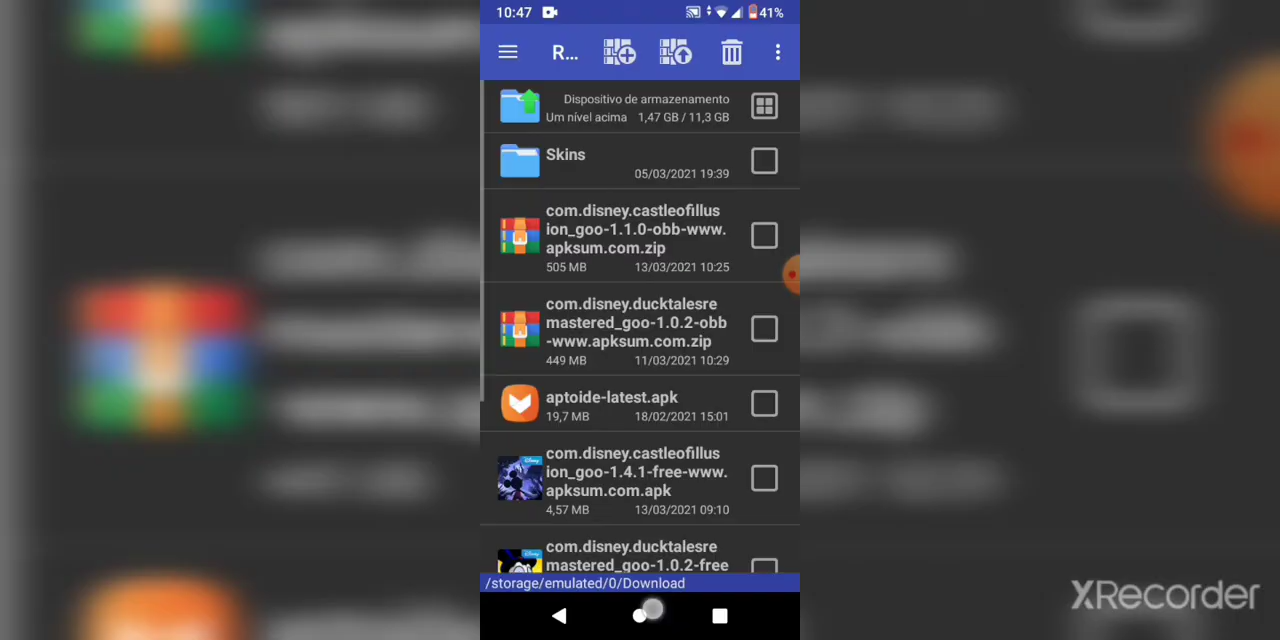 10:47 41%
R...
Dispositivo de armazenamento
Um nível acima 1,47 GB / 11,3 GB
Skins
05/03/2021 19:39
com.disney.castleofillus
ion_goo-1.1.0-obb-www.
apksum.com.zip
505 MB 13/03/2021 10:25
com.disney.ducktalesre
mastered_goo-1.0.2-obb
-www.apksum.com.zip
449 MB 11/03/2021 10:29
aptoide-latest.apk
19,7 MB 18/02/2021 15:01
com.disney.castleofillus
ion_goo-1.4.1-free-www.
apksum.com.apk
4,57 MB 13/03/2021 09:10
com.disney.ducktalesre
mastered_goo-1.0.2-free
/storage/emulated/0/Download
XRecorder